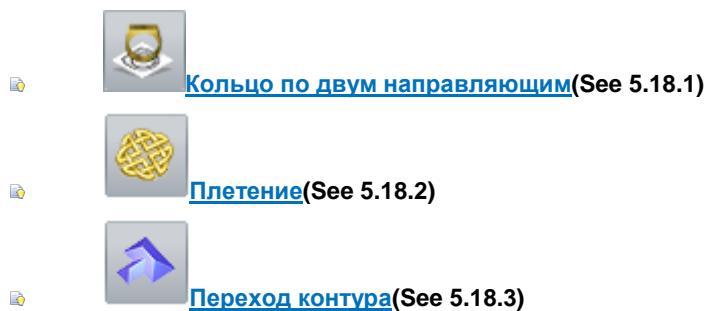 Кольцо по двум направляющим(See 5.18.1)
Плетение(See 5.18.2)
Переход контура(See 5.18.3)